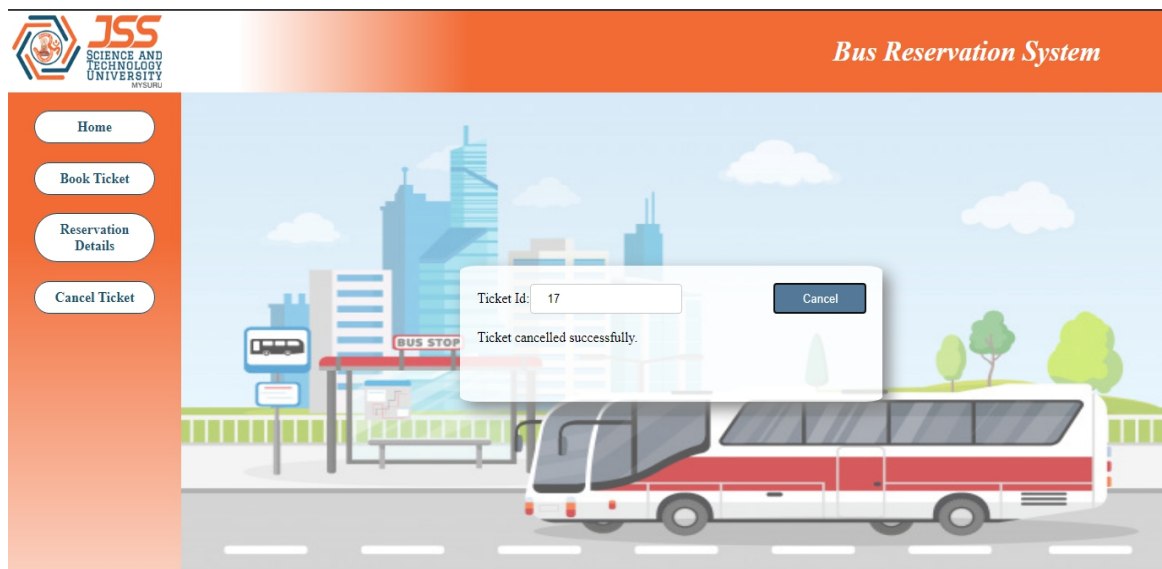 JSS
SCIENCE AND
TECHNOLOGY
UNIVERSITY
MYSURU
Bus Reservation System
Home
Book Ticket
Reservation
Details
Cancel Ticket
Ticket Id: 17 Cancel
BUS STOP
Ticket cancelled successfully.